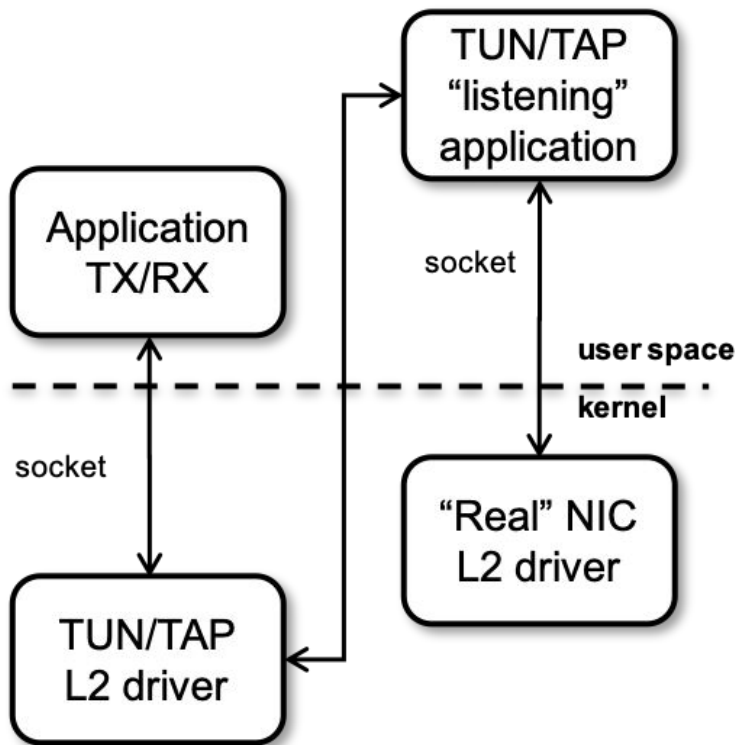 TUN/TAP
“listening”
application
Application
TX/RX
socket
user space
kernel
socket
“Real” NIC
L2 driver
TUN/TAP
L2 driver